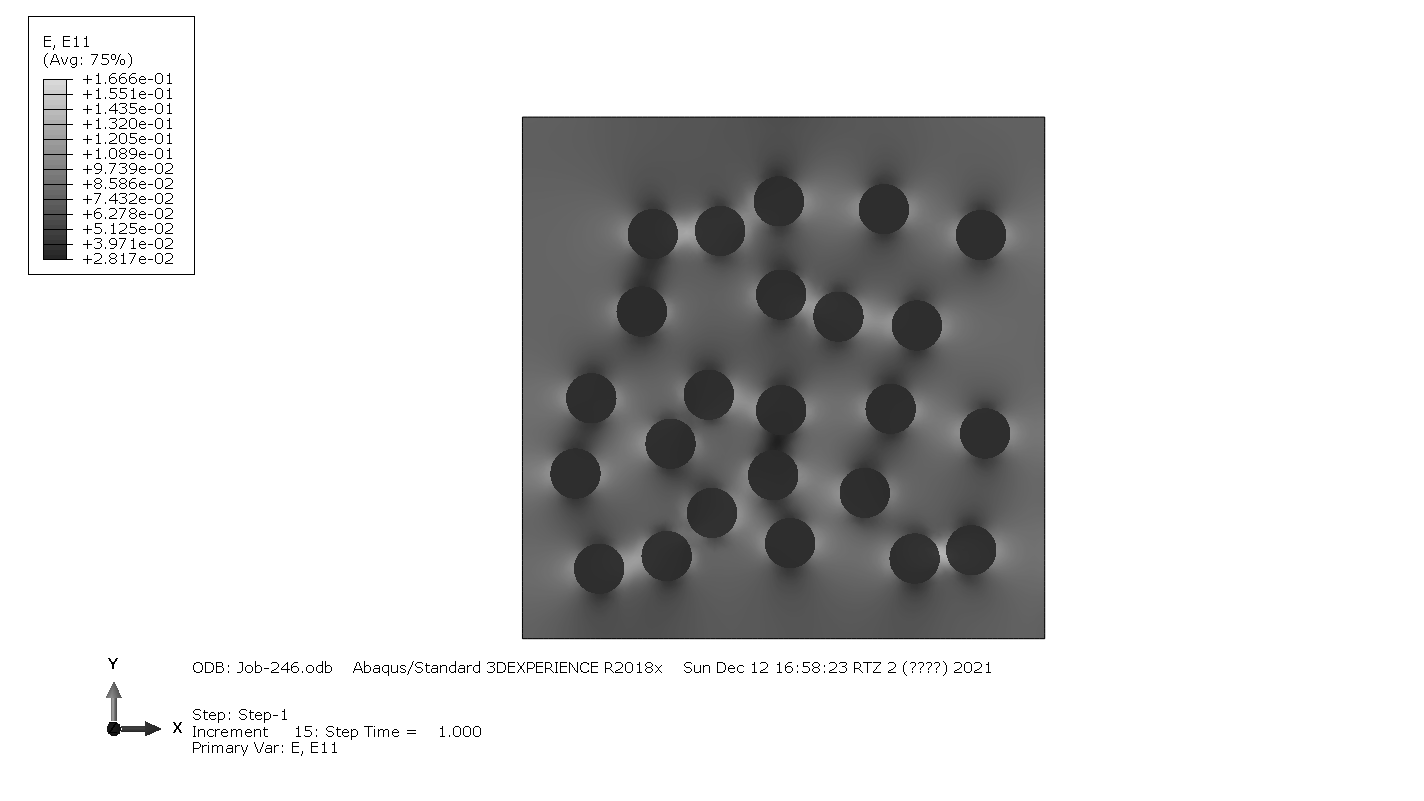 E, E11
(Avg: 75%)
+1.666e-01
+1.551e-01
+1.435e-01
+1.320e-01
+1.205e-01
+1.089e-01
+9.739e-02
+8.586e-02
+7.432e-02
+6.278e-02
+5.125e-02
+3.971e-02
+2.817e-02
Y
X
ODB: Job-246.odb    Abaqus/Standard 3DEXPERIENCE R2018x    Sun Dec 12 16:58:23 RTZ 2 (????) 2021
Step: Step-1
Increment    15: Step Time =    1.000
Primary Var: E, E11